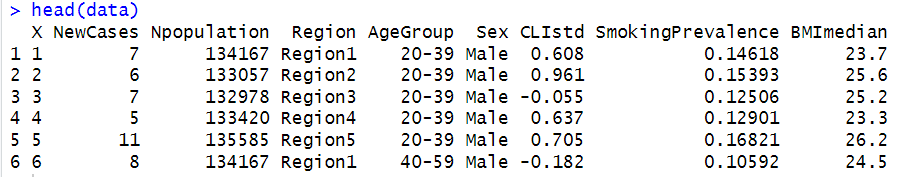 > head(data)
X NewCases Npopulation Region AgeGroup Sex CLIstd SmokingPrevalence BMImedian
1 1 7 134167 Region1 20-39 Male 0.608 0.14618 23.7
2 2 6 133057 Region2 20-39 Male 0.961 0.15393 25.6
3 3 7 132978 Region3 20-39 Male -0.055 0.12506 25.2
4 4 5 133420 Region4 20-39 Male 0.637 0.12901 23.3
5 5 11 135585 Region5 20-39 Male 0.705 0.16821 26.2
6 6 8 134167 Region1 40-59 Male -0.182 0.10592 24.5